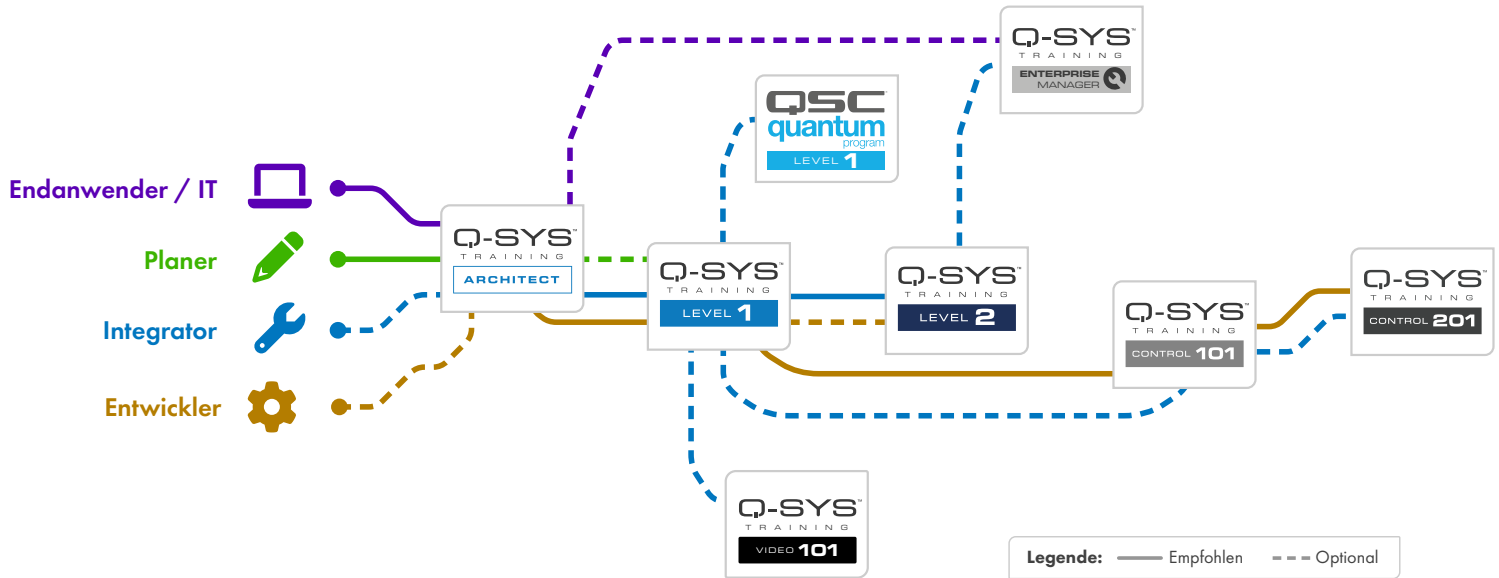 Q-SYS™
TRAINING
ENTERPRISE
MANAGER
QSC
quantum
program
LEVEL 1
Endanwender / IT
Planer
Integrator
Entwickler
Q-SYS™
TRAINING
ARCHITECT
Q-SYS™
TRAINING
LEVEL 1
Q-SYS™
TRAINING
LEVEL 2
Q-SYS™
TRAINING
CONTROL 101
Q-SYS™
TRAINING
CONTROL 201
Q-SYS™
TRAINING
VIDEO 101
Legende: Empfohlen Optional